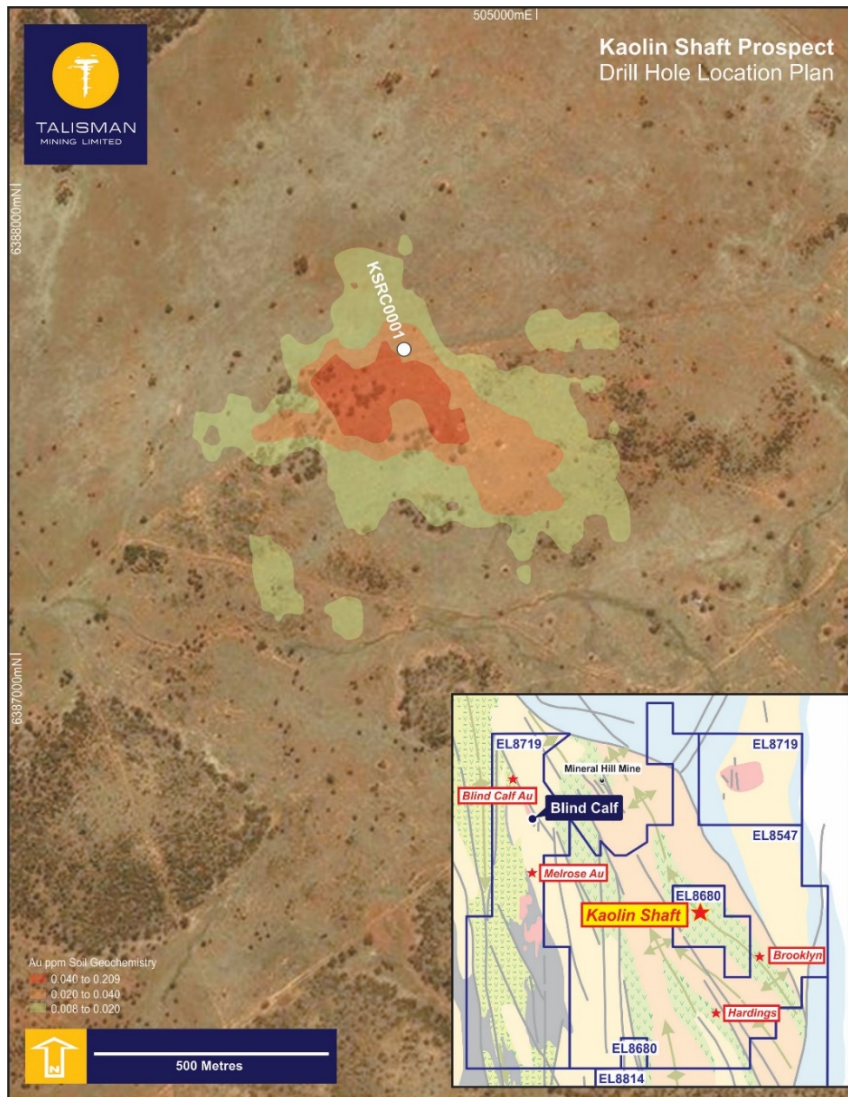 505000mE
TALISMAN
MINING LIMITED
Kaolin Shaft Prospect
Drill Hole Location Plan
6388000mN
KSRC0001
6387000mN
EL8719
EL8719
Mineral Hill Mine
Blind Calf Au
Blind Calf
EL8547
Melrose Au
EL8680
Kaolin Shaft
Brooklyn
Hardings
EL8680
EL8814
Au ppm Soil Geochemistry
0.040 to 0.209
0.020 to 0.040
0.008 to 0.020
N
500 Metres